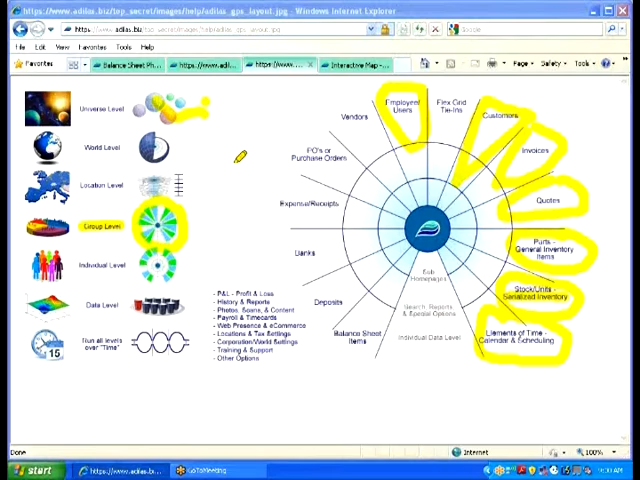 https://www.adilas.biz/top_secret/images/help/adilas_gps_layout.jpg - Windows Internet Explorer
Google
File Edit View Favorites Tools Help
Favorites
Balance Sheet Ph...
https://www.adil...
https://www....
Interactive Map -...
Page
Safety
Tools
Universe Level
World Level
Location Level
Group Level
Individual Level
Data Level
Run all levels
over "Time"
15
- P&L - Profit & Loss
- History & Reports
- Photos, Scans, & Content
- Payroll & Timecards
- Web Presence & eCommerce
- Locations & Tax Settings
- Corporation/World Settings
- Training & Support
- Other Options
Vendors
Employee/
Users
Flex Grid
Tie-Ins
Customers
Invoices
Quotes
Parts -
General Inventory
Items
Stock/Units -
Serialized Inventory
Elements of Time -
Calendar & Scheduling
PO's or
Purchase Orders
Expense/Receipts
Banks
Deposits
Balance Sheet
Items
Sub
Homepages
Search, Reports,
& Special Options
Individual Data Level
Done
Internet
100%
start
https://www.adilas.bi...
GoToMeeting